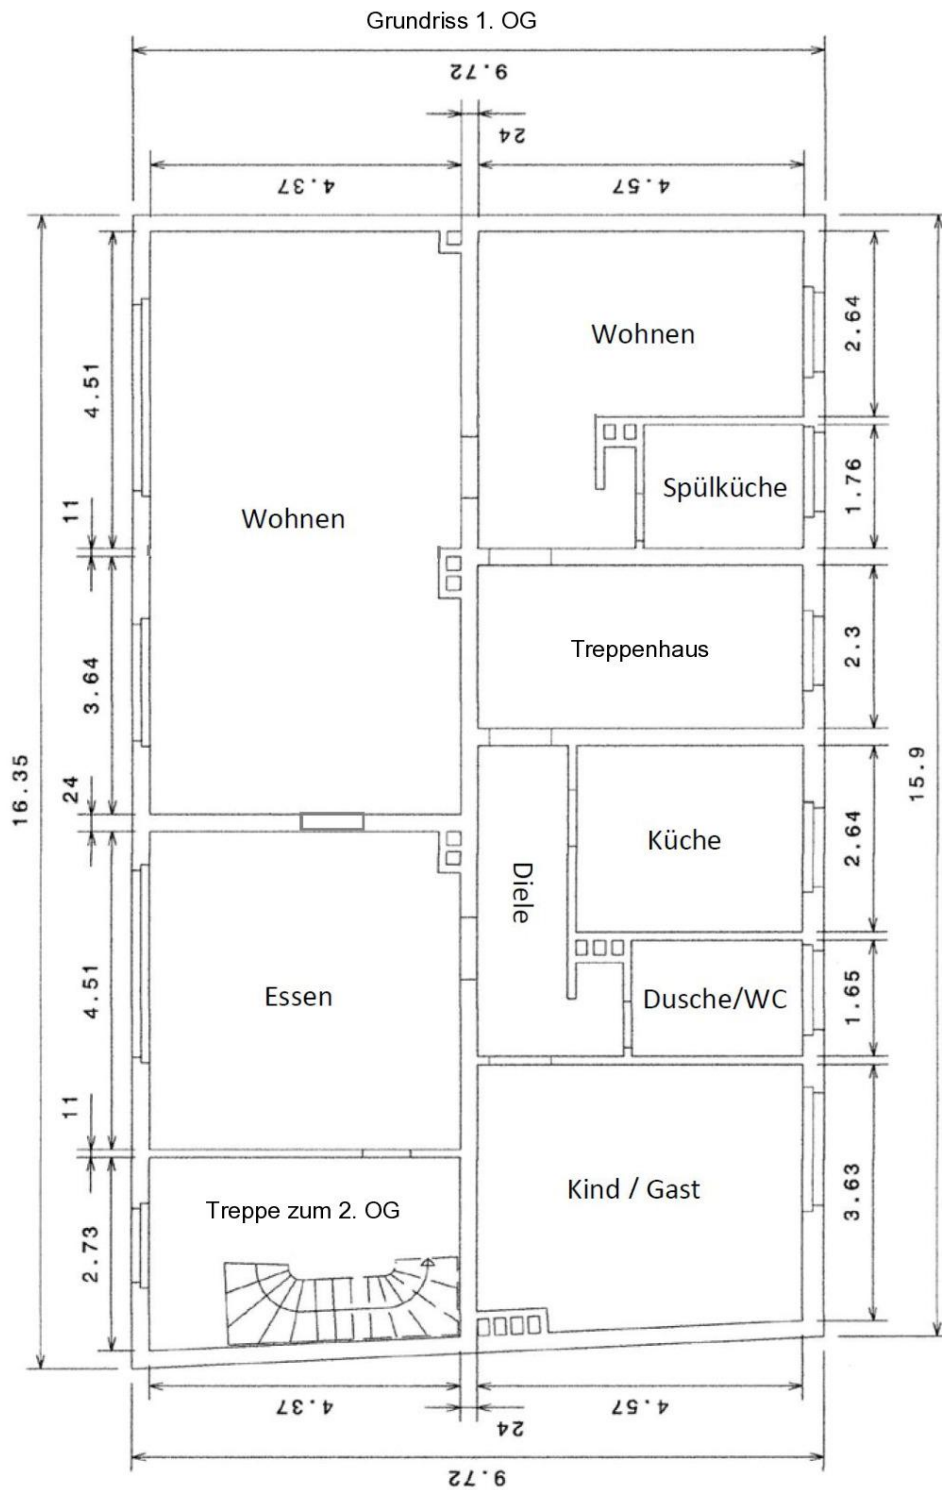 Grundriss 1. OG
9.72
24
4.37
4.57
4.51
11
3.64
24
4.51
11
2.73
16.35
Wohnen
Wohnen
Spülküche
Treppenhaus
Küche
Diele
Essen
Dusche/WC
Kind / Gast
Treppe zum 2. OG
2.64
1.76
2.3
2.64
1.65
3.63
15.9
4.37
4.57
24
9.72